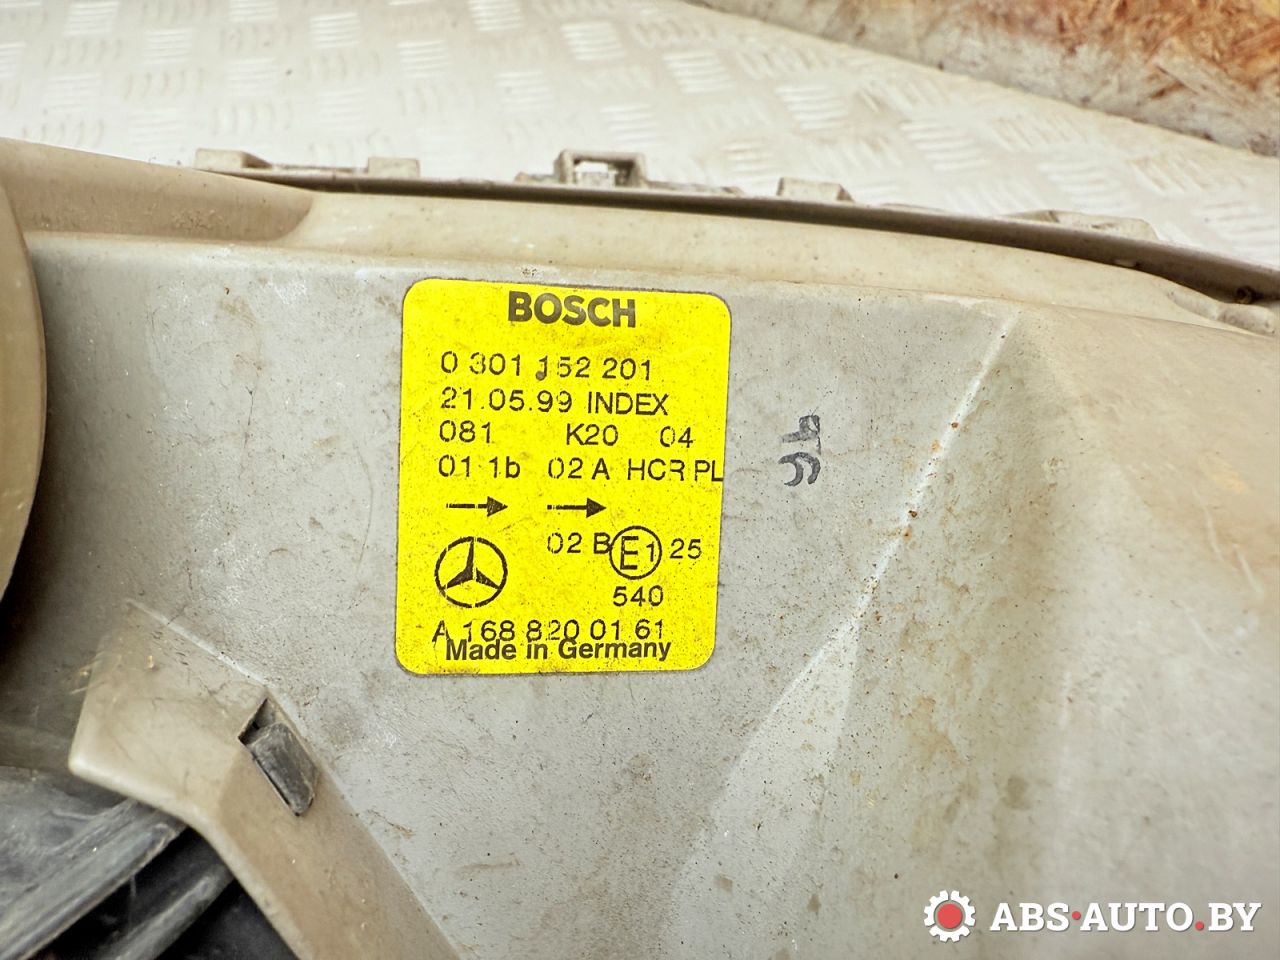 BOSCH
0 301 152 201
21.05.99 INDEX
081 K20 04
01 1b 02 A HCR PL
02 B E1 25
540
A 168 820 01 61
Made in Germany
ABS·AUTO.BY